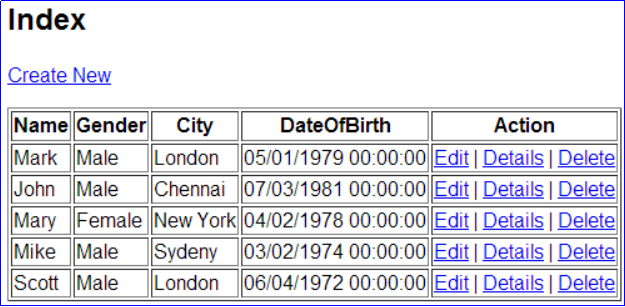 Index
Create New
Name Gender City DateOfBirth Action
Mark Male London 05/01/1979 00:00:00 Edit | Details | Delete
John Male Chennai 07/03/1981 00:00:00 Edit | Details | Delete
Mary Female New York 04/02/1978 00:00:00 Edit | Details | Delete
Mike Male Sydeny 03/02/1974 00:00:00 Edit | Details | Delete
Scott Male London 06/04/1972 00:00:00 Edit | Details | Delete